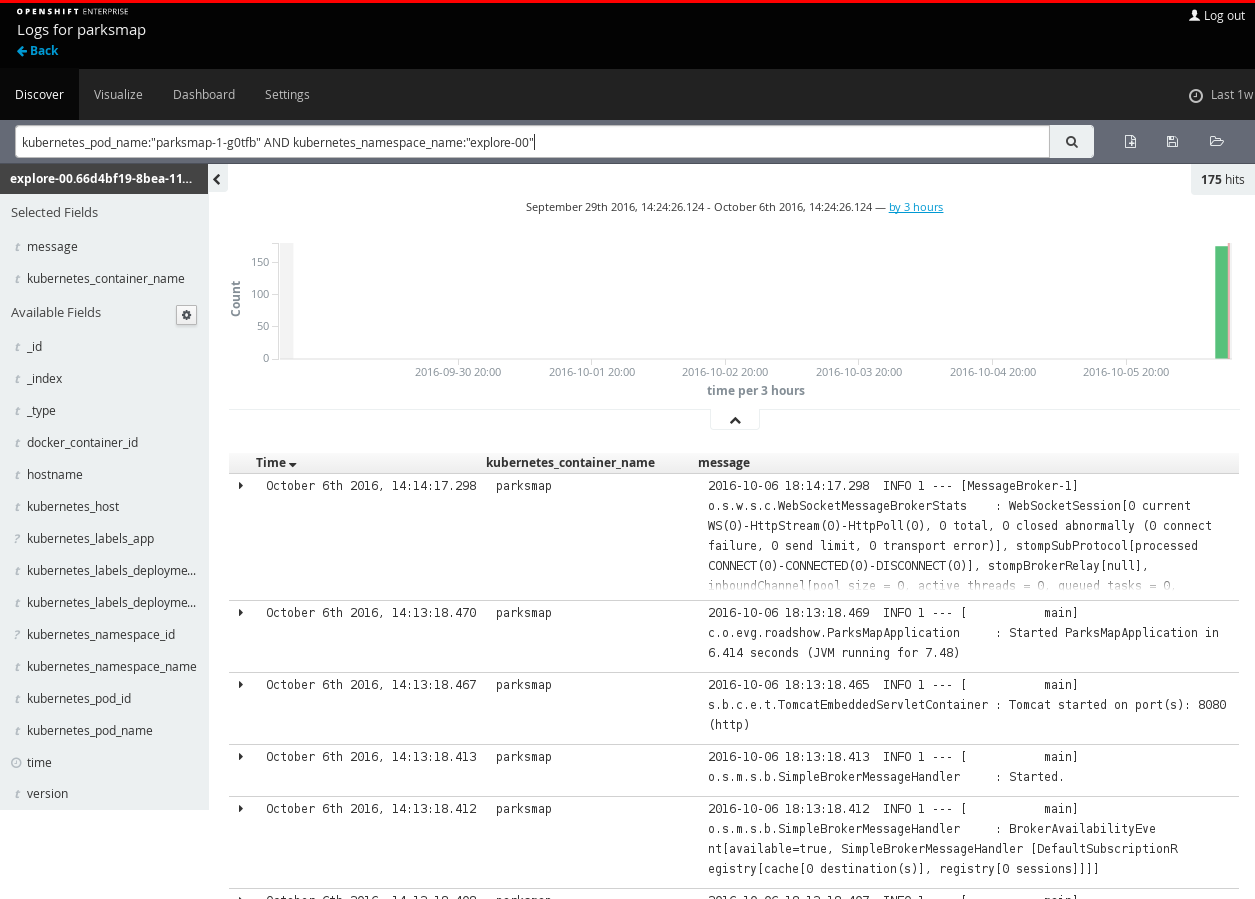 OPENSHIFT ENTERPRISE
Logs for parksmap
Back
Log out
Discover
Visualize
Dashboard
Settings
Last 1w
kubernetes_pod_name:"parksmap-1-g0tfb" AND kubernetes_namespace_name:"explore-00"
explore-00.66d4bf19-8bea-11...
175 hits
Selected Fields
t message
t kubernetes_container_name
Available Fields
t _id
t _index
t _type
t docker_container_id
t hostname
t kubernetes_host
? kubernetes_labels_app
t kubernetes_labels_deployme...
t kubernetes_labels_deployme...
? kubernetes_namespace_id
t kubernetes_namespace_name
t kubernetes_pod_id
t kubernetes_pod_name
time
t version
September 29th 2016, 14:24:26.124 - October 6th 2016, 14:24:26.124 — by 3 hours
Count
150
100
50
0
2016-09-30 20:00
2016-10-01 20:00
2016-10-02 20:00
2016-10-03 20:00
2016-10-04 20:00
2016-10-05 20:00
time per 3 hours
Time kubernetes_container_name message
October 6th 2016, 14:14:17.298 parksmap 2016-10-06 18:14:17.298  INFO 1 --- [MessageBroker-1]
o.s.w.s.c.WebSocketMessageBrokerStats     : WebSocketSession[0 current
WS(0)-HttpStream(0)-HttpPoll(0), 0 total, 0 closed abnormally (0 connect
failure, 0 send limit, 0 transport error)], stompSubProtocol[processed
CONNECT(0)-CONNECTED(0)-DISCONNECT(0)], stompBrokerRelay[null],
inboundChannel[pool size = 0, active threads = 0, queued tasks = 0,
October 6th 2016, 14:13:18.470 parksmap 2016-10-06 18:13:18.469  INFO 1 --- [           main]
c.o.evg.roadshow.ParksMapApplication     : Started ParksMapApplication in
6.414 seconds (JVM running for 7.48)
October 6th 2016, 14:13:18.467 parksmap 2016-10-06 18:13:18.465  INFO 1 --- [           main]
s.b.c.e.t.TomcatEmbeddedServletContainer : Tomcat started on port(s): 8080
(http)
October 6th 2016, 14:13:18.413 parksmap 2016-10-06 18:13:18.413  INFO 1 --- [           main]
o.s.m.s.b.SimpleBrokerMessageHandler     : Started.
October 6th 2016, 14:13:18.412 parksmap 2016-10-06 18:13:18.412  INFO 1 --- [           main]
o.s.m.s.b.SimpleBrokerMessageHandler     : BrokerAvailabilityEve
nt[available=true, SimpleBrokerMessageHandler [DefaultSubscriptionR
egistry[cache[0 destination(s)], registry[0 sessions]]]]